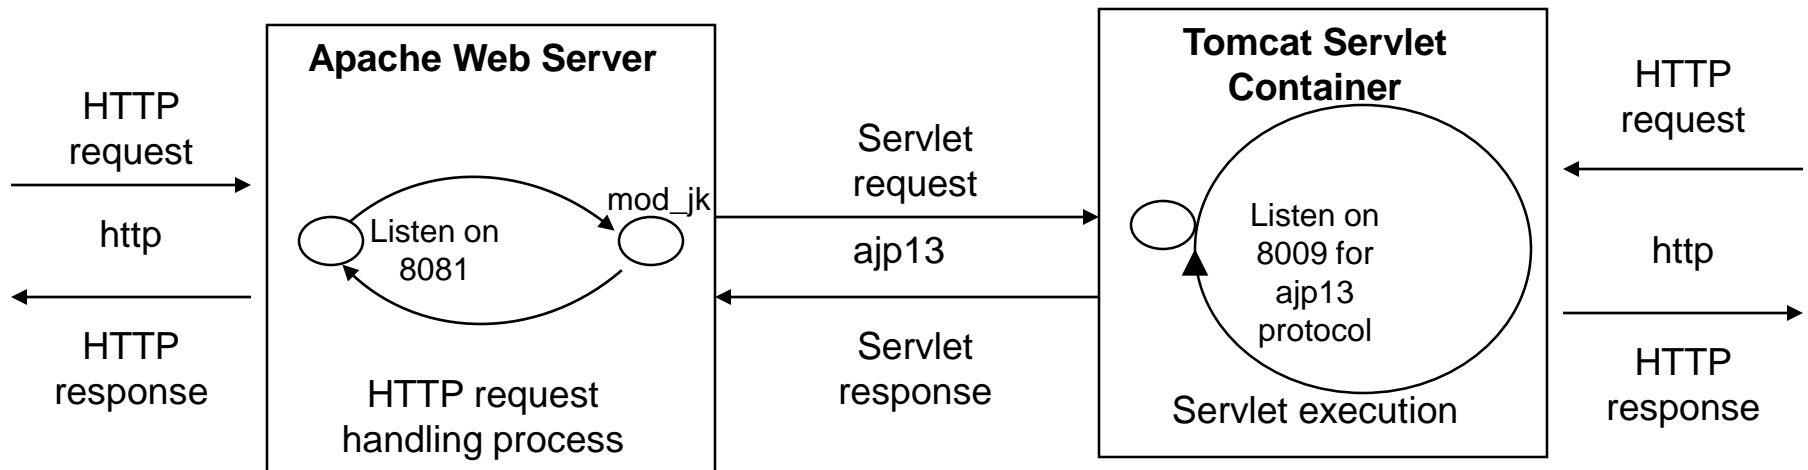 HTTP
request
http
HTTP
response
Apache Web Server
mod_jk
Listen on
8081
HTTP request
handling process
Servlet
request
ajp13
Servlet
response
Tomcat Servlet
Container
Listen on
8009 for
ajp13
protocol
Servlet execution
HTTP
request
http
HTTP
response